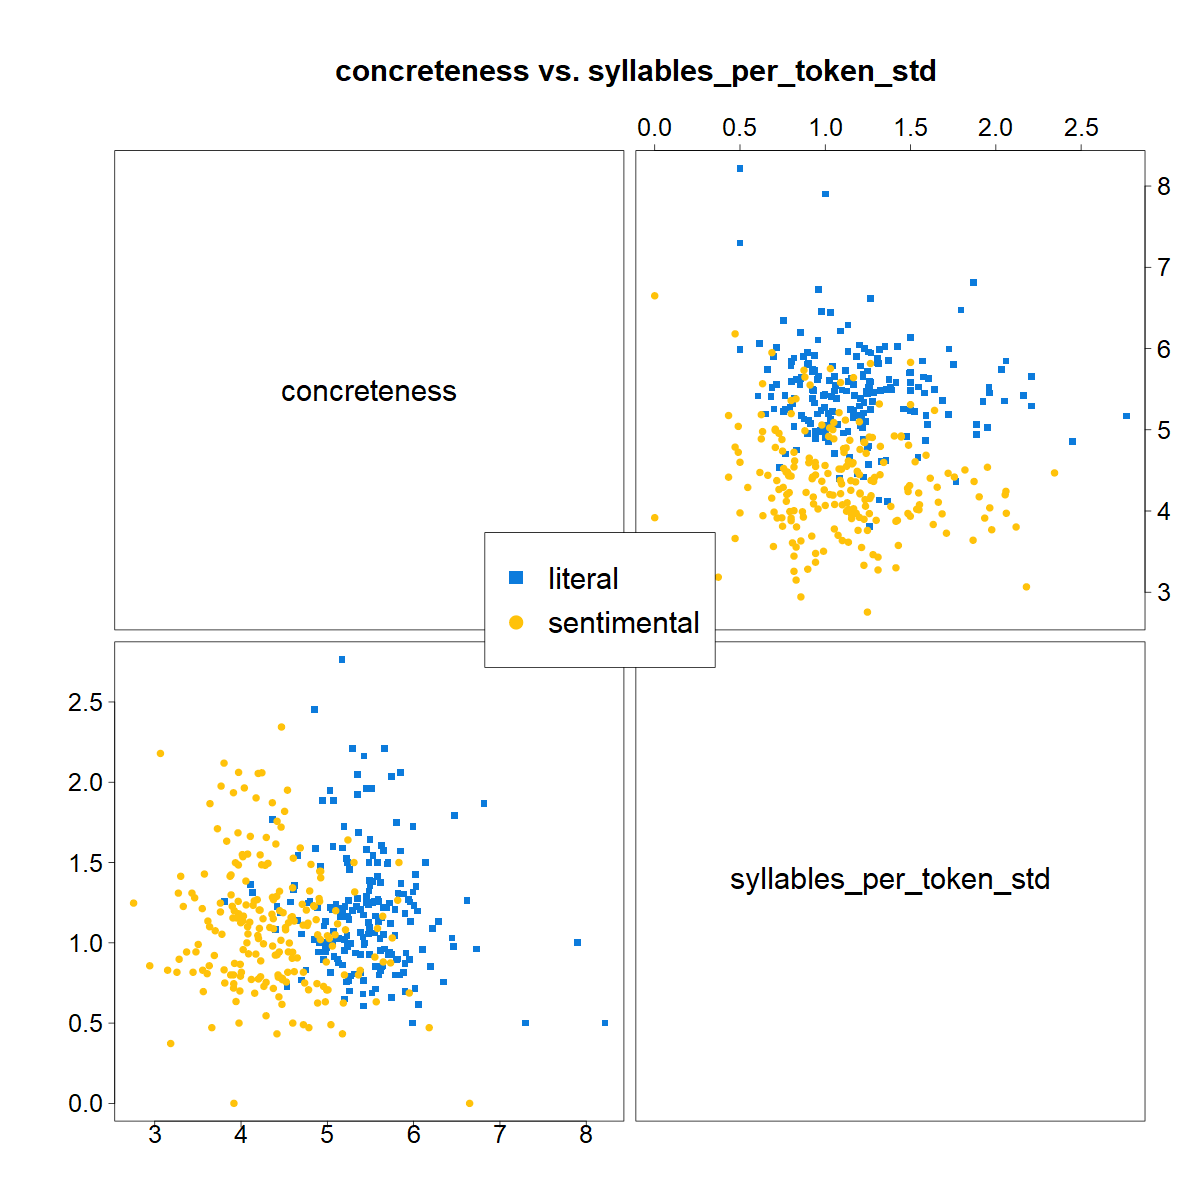 concreteness vs. syllables_per_token_std
0.0 0.5 1.0 1.5 2.0 2.5
8
7
6
5
4
3
concreteness
literal
sentimental
syllables_per_token_std
2.5
2.0
1.5
1.0
0.5
0.0
3 4 5 6 7 8